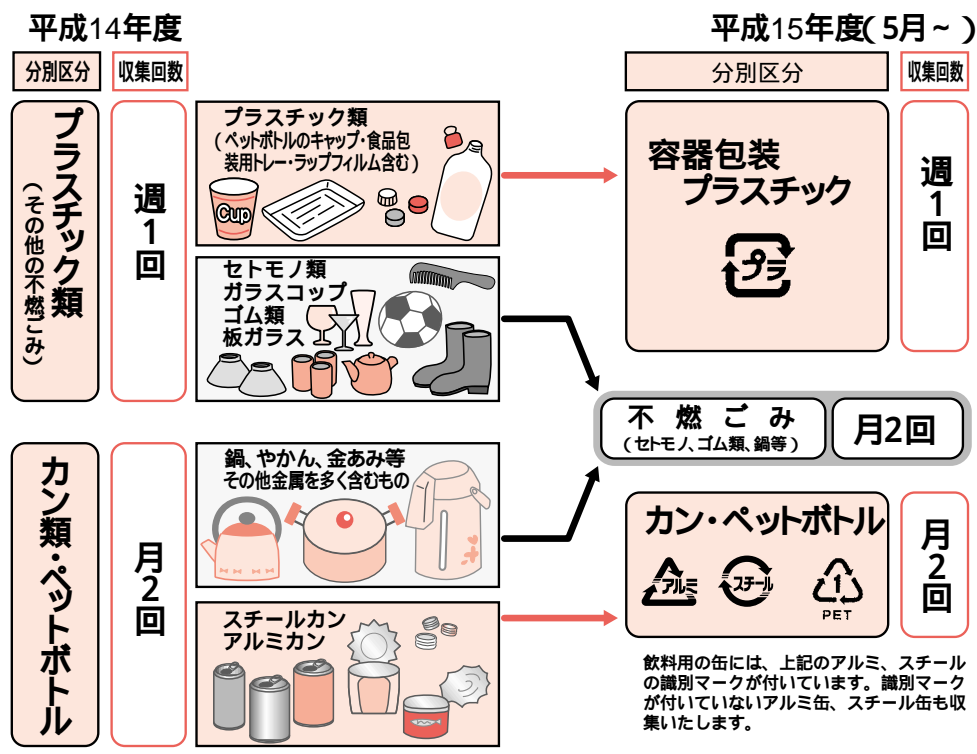 平成14年度
平成15年度(5月~)
分別区分
収集回数
分別区分
収集回数
プラスチック類
(その他の不燃ごみ)
週1回
プラスチック類
(ペットボトルのキャップ・食品包
装用トレー・ラップフィルム含む)
Cup
セトモノ類
ガラスコップ
ゴム類
板ガラス
容器包装
プラスチック
プラ
週1回
不燃ごみ
(セトモノ、ゴム類、鍋等)
月2回
カン類・ペットボトル
月2回
鍋、やかん、金あみ等
その他金属を多く含むもの
スチールカン
アルミカン
カン・ペットボトル
アルミ
スチール
1
PET
月2回
飲料用の缶には、上記のアルミ、スチール
の識別マークが付いています。識別マーク
が付いていないアルミ缶、スチール缶も収
集いたします。